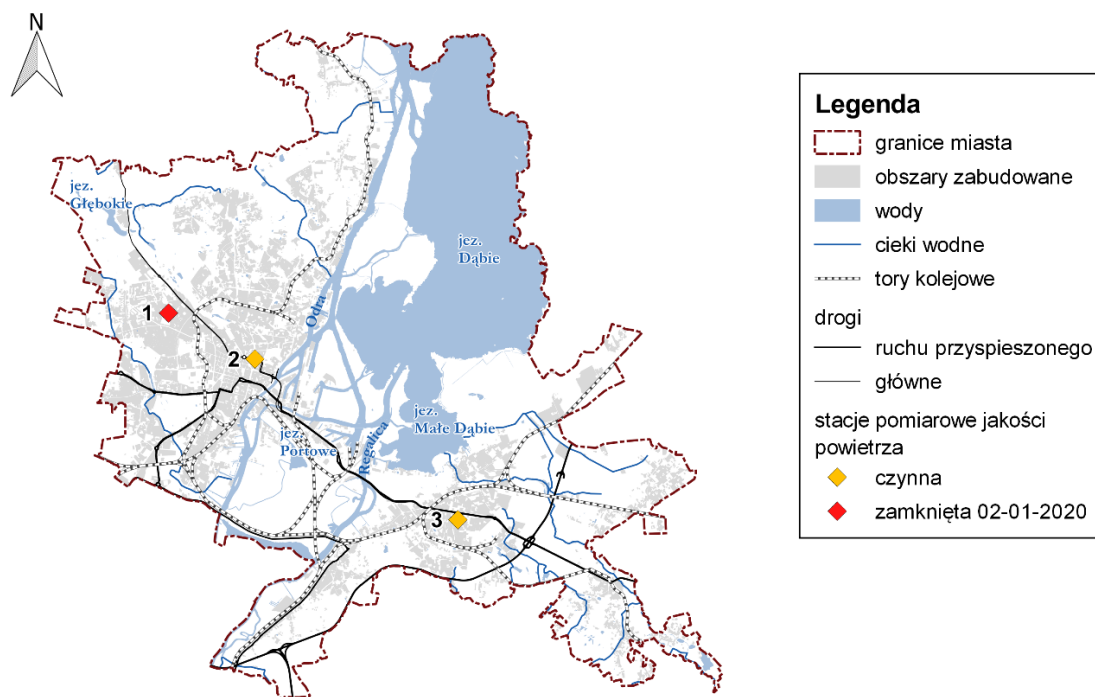 N
jez.
Głębokie
jez.
Dąbie
1
Odra
2
jez.
Małe Dąbie
jez.
Portowe
Regalica
3
Legenda
granice miasta
obszary zabudowane
wody
cieki wodne
tory kolejowe
drogi
ruchu przyspieszonego
główne
stacje pomiarowe jakości
powietrza
czynna
zamknięta 02-01-2020